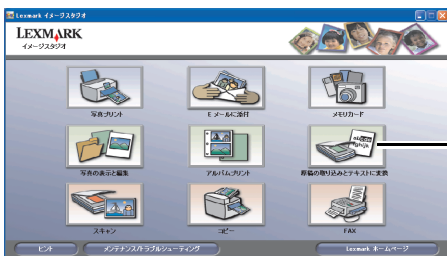 Lexmark イメージスタジオ
LEXMARK
イメージスタジオ
写真プリント
E メールに添付
メモリカード
写真の表示と編集
アルバムプリント
原稿の取り込みとテキストに変換
スキャン
コピー
FAX
ヒント
メンテナンス/トラブルシューティング
Lexmark ホームページ